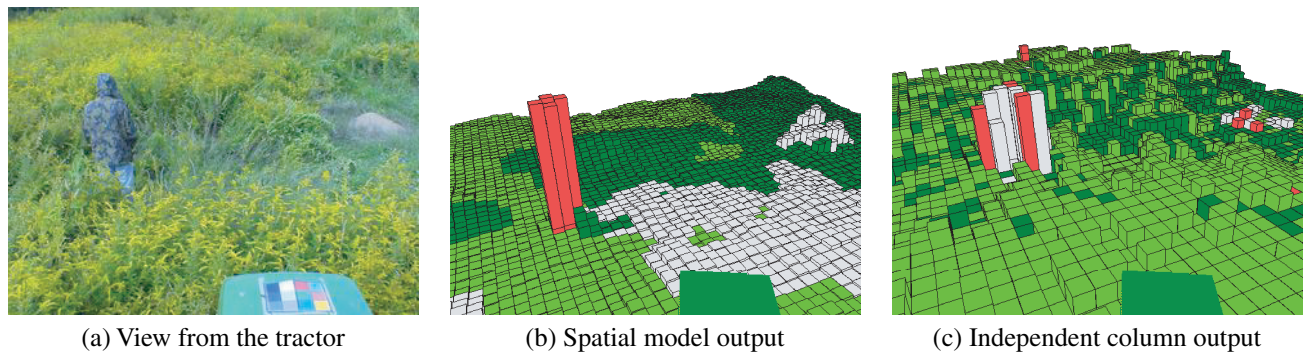 (a) View from the tractor
(b) Spatial model output
(c) Independent column output